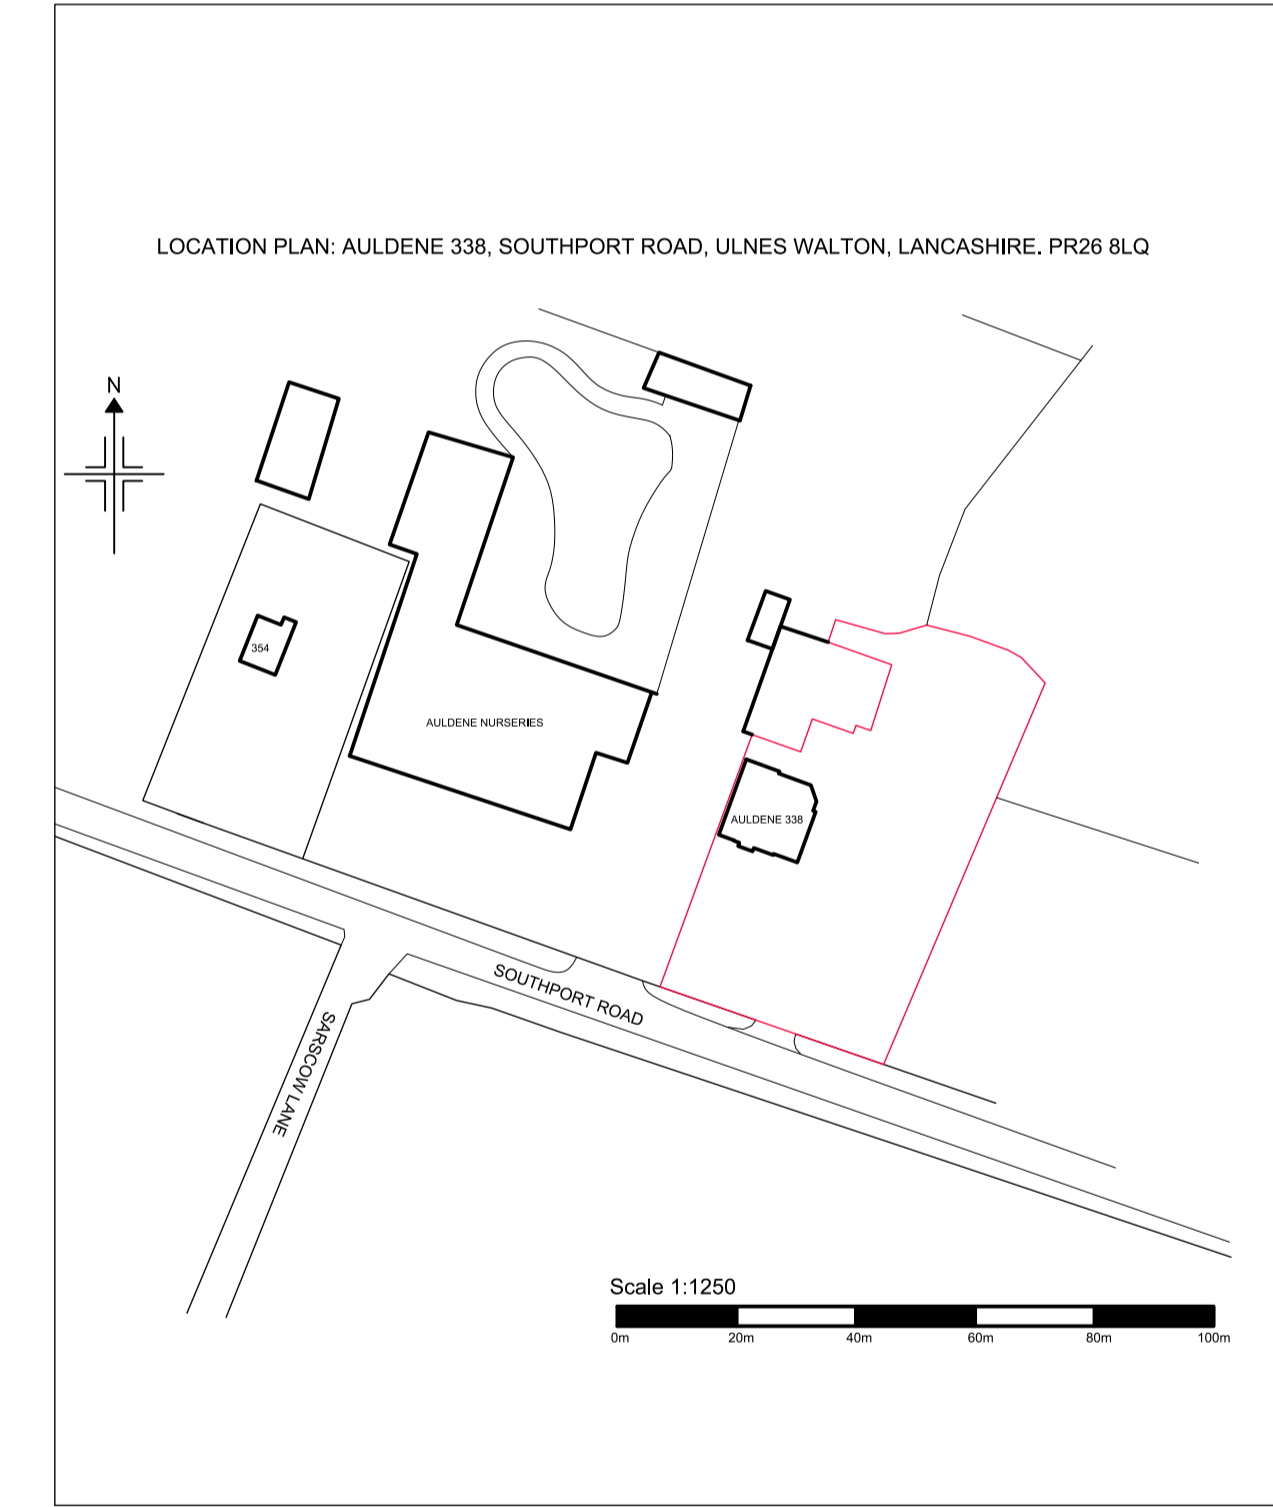 LOCATION PLAN: AULDENE 338, SOUTHPORT ROAD, ULNES WALTON, LANCASHIRE. PR26 8LQ
N
354
AULDENE NURSERIES
AULDENE 338
SOUTHPORT ROAD
SARSCOW LANE
Scale 1:1250
0m 20m 40m 60m 80m 100m